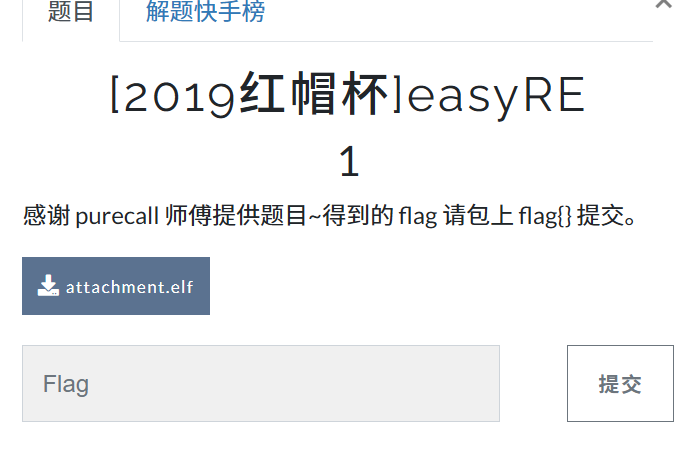 题目 解题快手榜
[2019红帽杯]easyRE
1
感谢 purecall 师傅提供题目~得到的 flag 请包上 flag{} 提交。
attachment.elf
Flag 提交